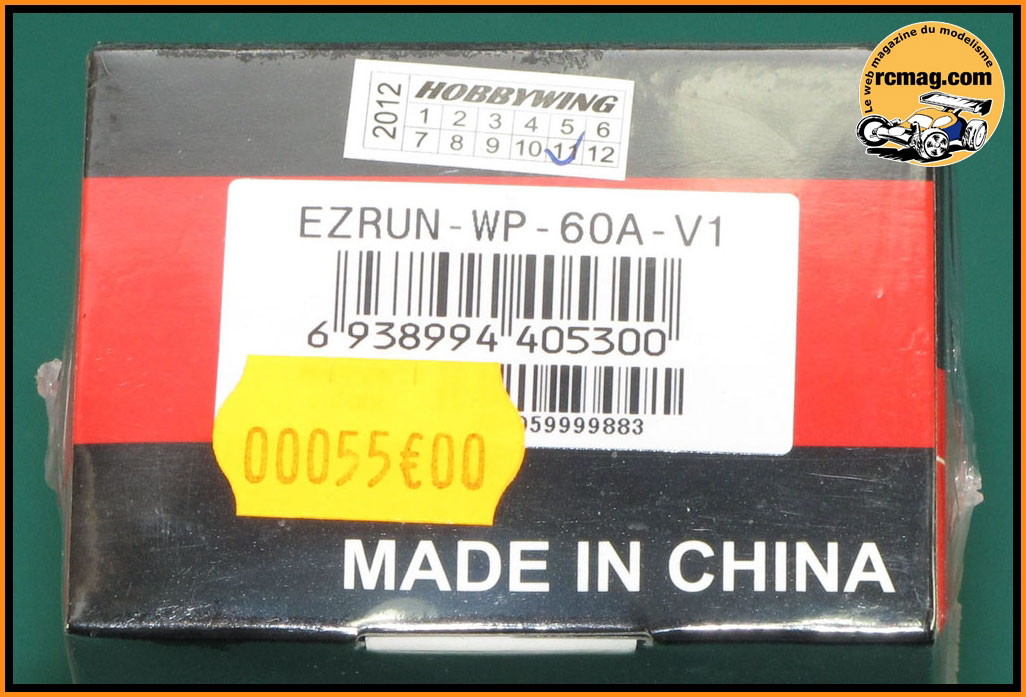 Le web magazine du modelisme
rcmag.com
2012
HOBBYWING
1 2 3 4 5 6
7 8 9 10 11 12
EZRUN-WP-60A-V1
6 938994 405300
59999883
00055€00
MADE IN CHINA